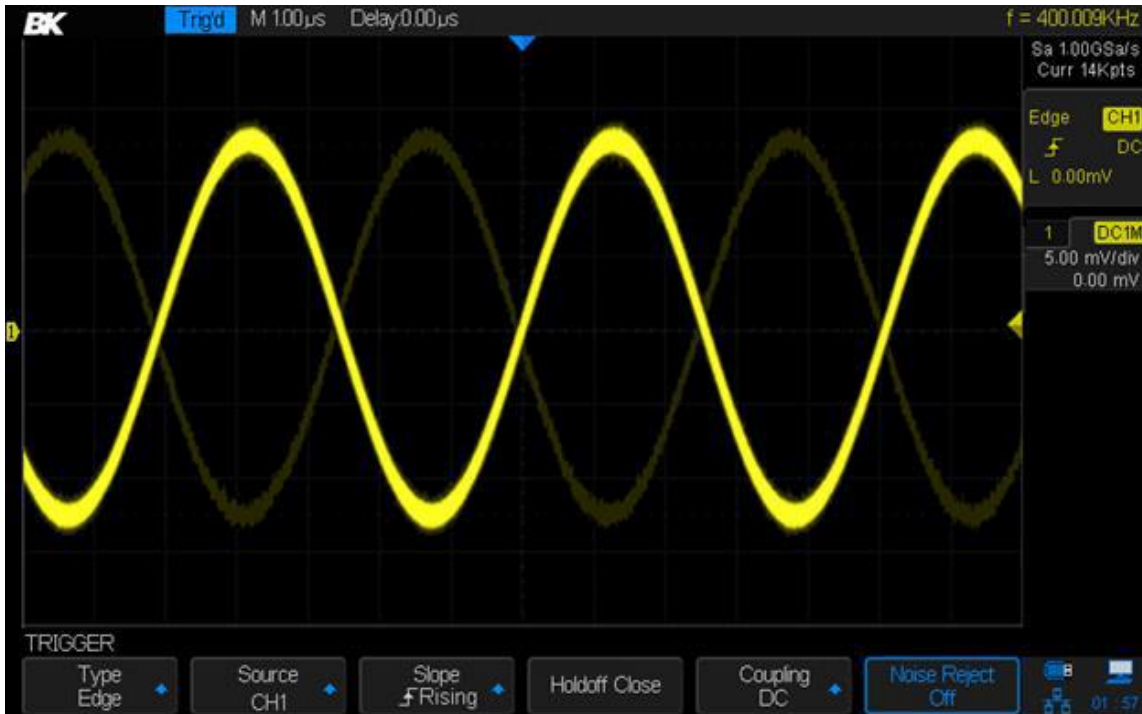 BK Trig'd M 1.00µs Delay:0.00µs f = 400.009KHz
Sa 1.00GSa/s
Curr 14Kpts
Edge CH1
DC
L 0.00mV
1 DC1M
5.00 mV/div
0.00 mV
1
TRIGGER
Type
Edge
Source
CH1
Slope
Rising
Holdoff Close
Coupling
DC
Noise Reject
Off
01:57